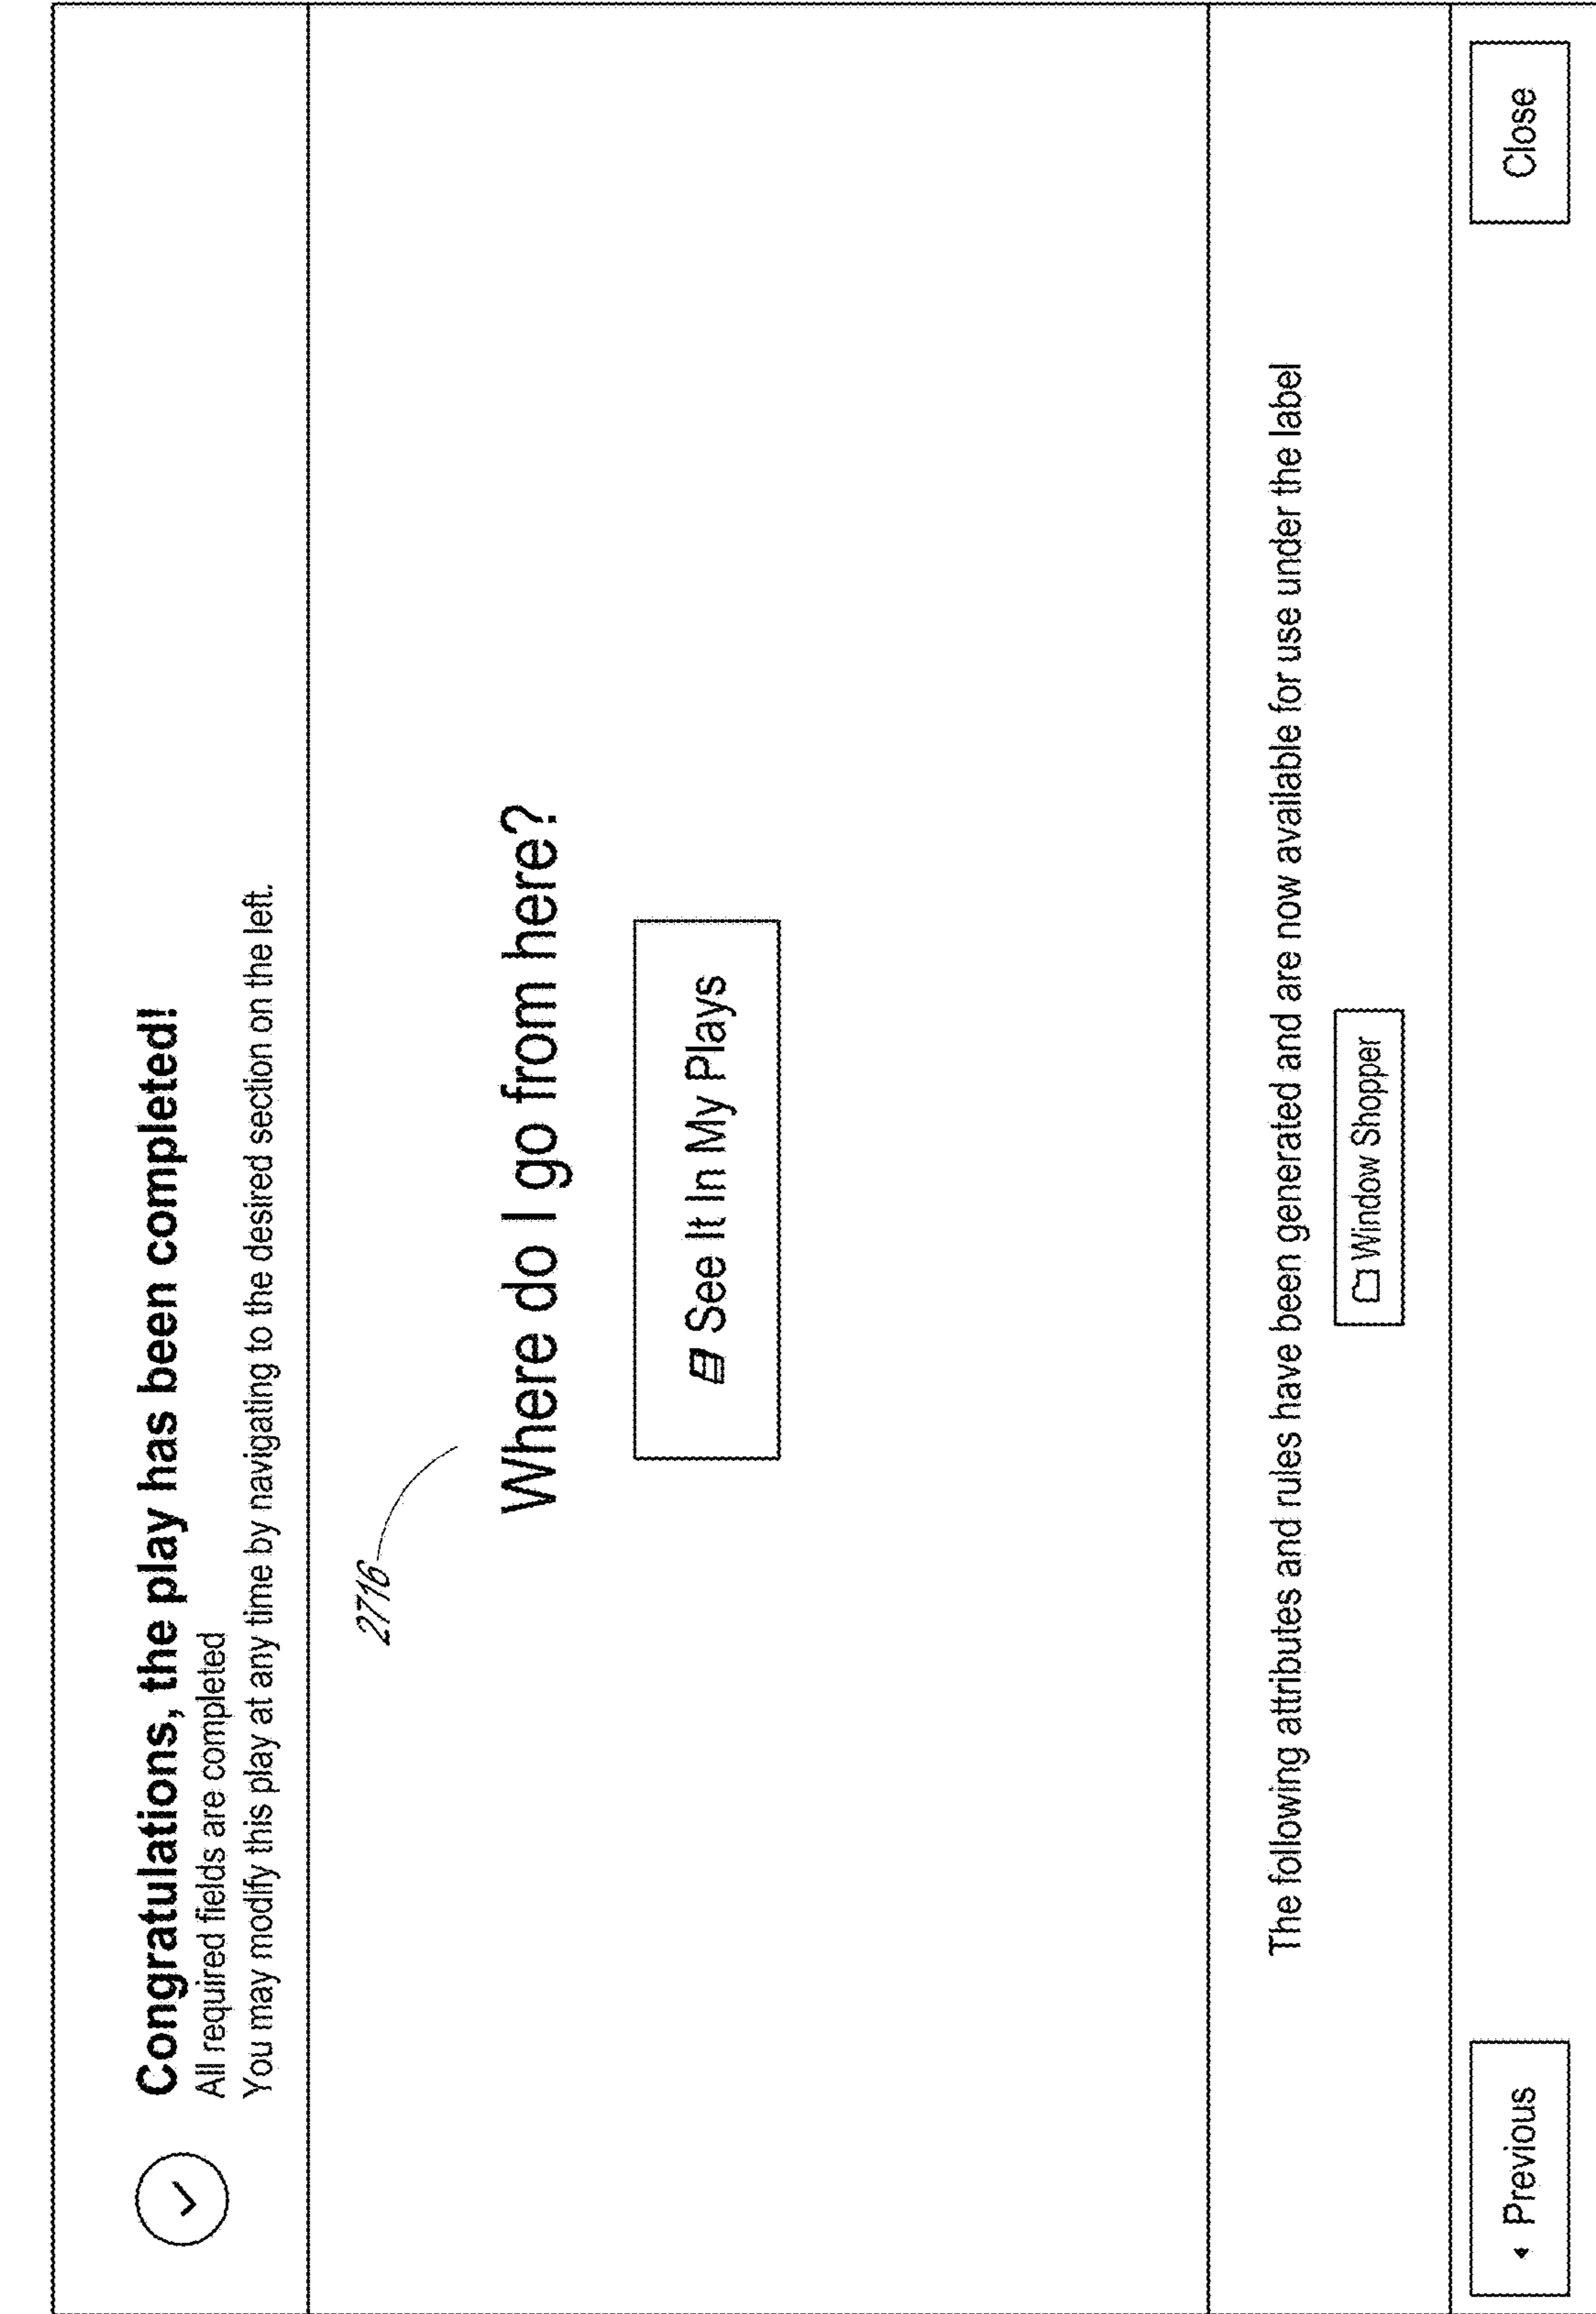 Congratulations, the play has been completed!
All required fields are completed
You may modify this play at any time by navigating to the desired section on the left.
2716
Where do I go from here?
See It In My Plays
The following attributes and rules have been generated and are now available for use under the label
Window Shopper
Previous
Close